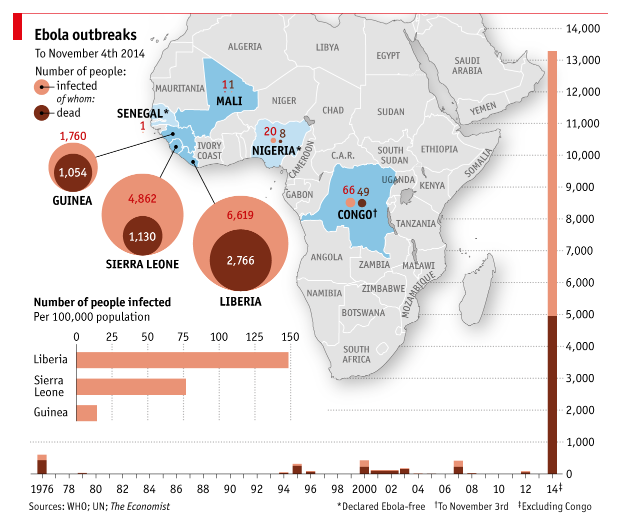 Ebola outbreaks
To November 4th 2014
Number of people:
infected
of whom:
dead
ALGERIA
LIBYA
EGYPT
SAUDI
ARABIA
MAURITANIA
11
MALI
NIGER
CHAD
SUDAN
YEMEN
SENEGAL*
1
1,760
1,054
GUINEA
IVORY
COAST
20 8
NIGERIA*
CAMEROON
C.A.R.
SOUTH
SUDAN
ETHIOPIA
SOMALIA
4,862
1,130
SIERRA LEONE
6,619
2,766
LIBERIA
GABON
66 49
CONGO†
UGANDA
KENYA
TANZANIA
ANGOLA
ZAMBIA
MALAWI
MOZAMBIQUE
NAMIBIA
ZIMBABWE
BOTSWANA
SOUTH
AFRICA
Number of people infected
Per 100,000 population
0 25 50 75 100 125 150
Liberia
Sierra
Leone
Guinea
14,000
13,000
12,000
11,000
10,000
9,000
8,000
7,000
6,000
5,000
4,000
3,000
2,000
1,000
0
1976 78 80 82 84 86 88 90 92 94 96 98 2000 02 04 06 08 10 12 14‡
Sources: WHO; UN; The Economist
*Declared Ebola-free †To November 3rd ‡Excluding Congo